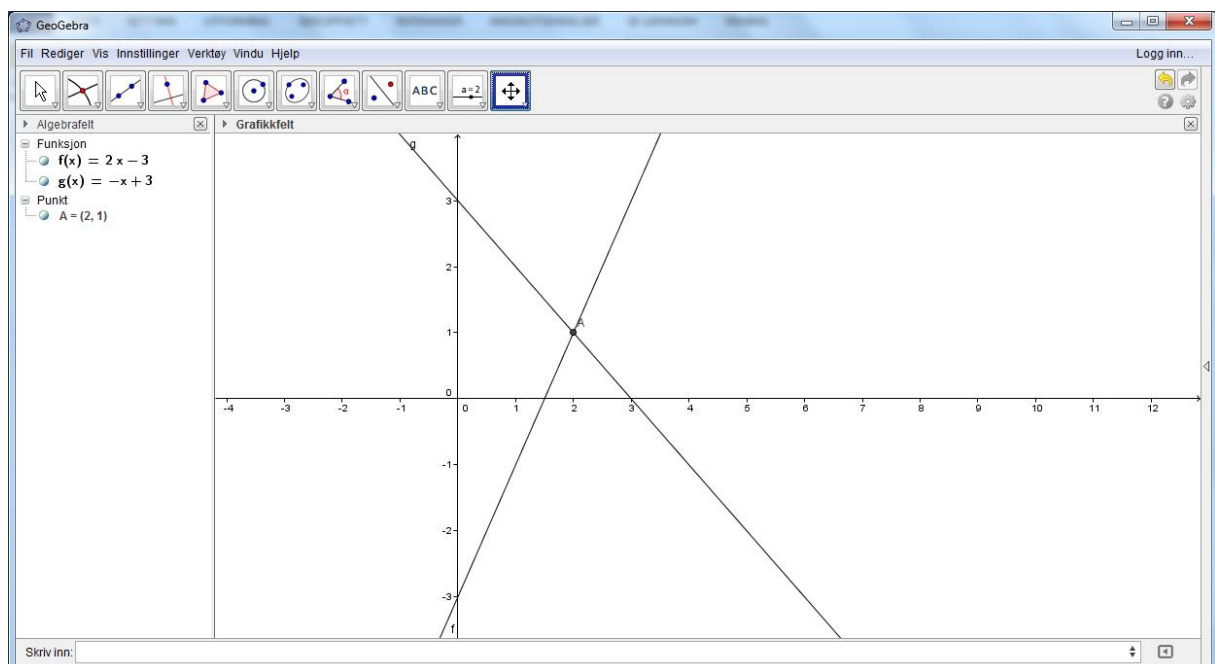 GeoGebra
Fil Rediger Vis Innstillinger Verktøy Vindu Hjelp
Logg inn...
ABC
a=2
α
Algebrafelt
Grafikkfelt
Funksjon
f(x) = 2 x − 3
g(x) = −x + 3
Punkt
A = (2, 1)
g
3
2
1
A
0
-4 -3 -2 -1 0 1 2 3 4 5 6 7 8 9 10 11 12
-1
-2
-3
f
Skriv inn: